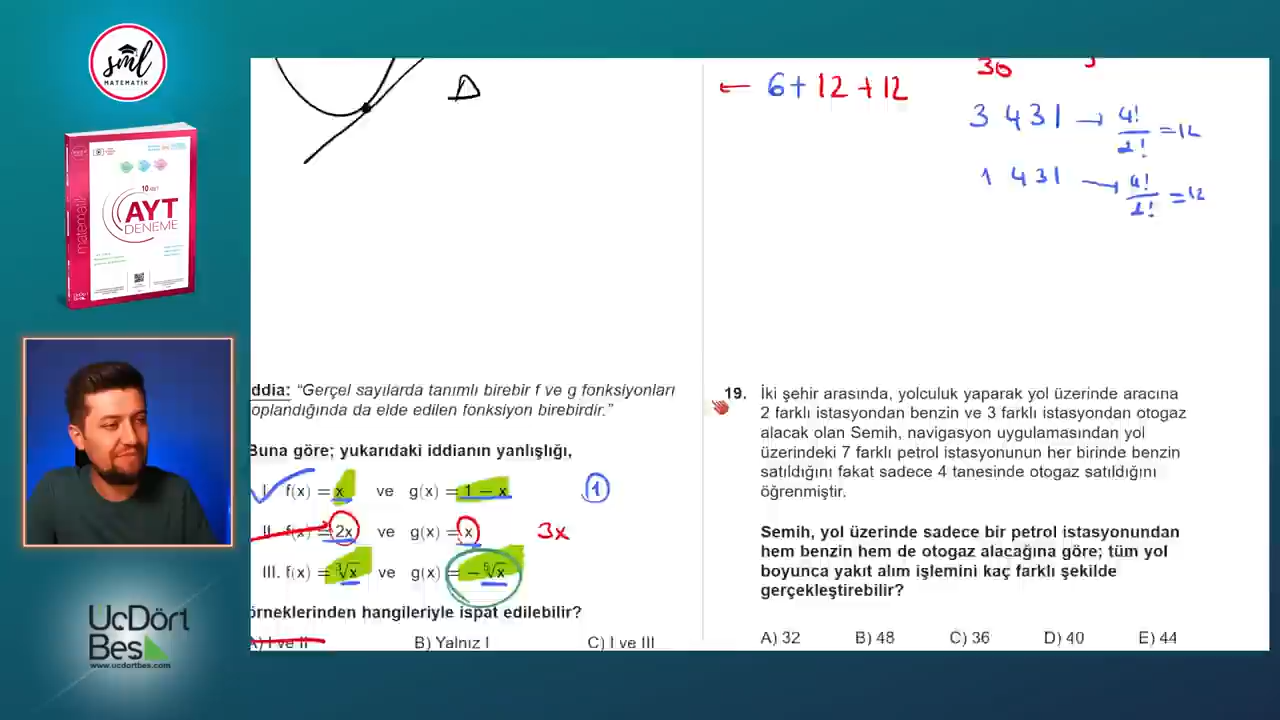 sml
MATEMATİK
10 ADET
AYT
DENEME
matematik
UcDört
Bes
www.ucdortbes.com
ddia: "Gerçel sayılarda tanımlı birebir f ve g fonksiyonları
oplandığında da elde edilen fonksiyon birebirdir."
Buna göre; yukarıdaki iddianın yanlışlığı,
I. f(x) = x ve g(x) = 1 – x 1
II. f(x) = 2x ve g(x) = x 3x
III. f(x) = ³√x ve g(x) = – ⁵√x
örneklerinden hangileriyle ispat edilebilir?
A) I ve II B) Yalnız I C) I ve III
← 6 + 12 + 12
30
3 4 3 1 → 4!/2! = 12
1 4 3 1 → 4!/2! = 12
19. İki şehir arasında, yolculuk yaparak yol üzerinde aracına
2 farklı istasyondan benzin ve 3 farklı istasyondan otogaz
alacak olan Semih, navigasyon uygulamasından yol
üzerindeki 7 farklı petrol istasyonunun her birinde benzin
satıldığını fakat sadece 4 tanesinde otogaz satıldığını
öğrenmiştir.
Semih, yol üzerinde sadece bir petrol istasyonundan
hem benzin hem de otogaz alacağına göre; tüm yol
boyunca yakıt alım işlemini kaç farklı şekilde
gerçekleştirebilir?
A) 32 B) 48 C) 36 D) 40 E) 44